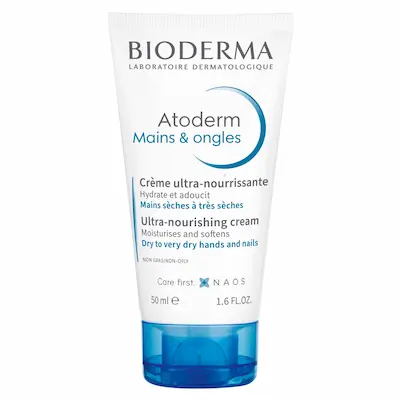 BIODERMA
LABORATOIRE DERMATOLOGIQUE
Atoderm
Mains & ongles
Crème ultra-nourrissante
Hydrate et adoucit
Mains sèches à très sèches
Ultra-nourishing cream
Moisturises and softens
Dry to very dry hands and nails
NON GRAS/NON-OILY
Care first. NAOS
50 ml ℮ 1.6 FL.OZ.